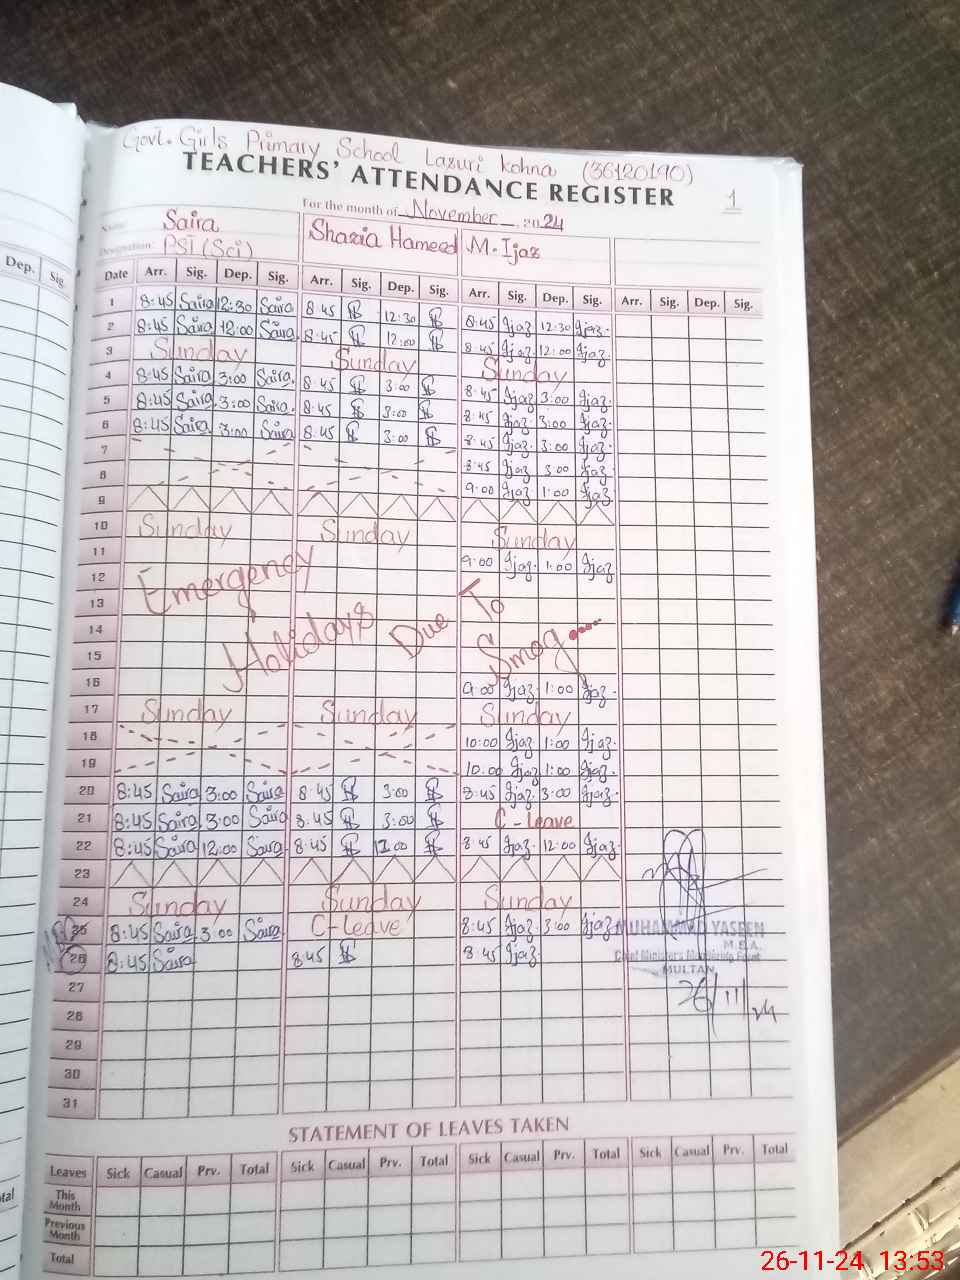 Govt. Girls Primary School Lazuri Kohna (36120190)
TEACHERS' ATTENDANCE REGISTER
1
For the month of November 2024
Name: Saira Shazia Hameed M. Ijaz
Designation: PST (Sci)
Dep. Sig.
Date Arr. Sig. Dep. Sig. Arr. Sig. Dep. Sig. Arr. Sig. Dep. Sig. Arr. Sig. Dep. Sig.
1 8:45 Saira 12:30 Saira 8:45 12:30 8:45 Ijaz 12:30 Ijaz
2 8:45 Saira 12:00 Saira 8:45 12:00 8:45 Ijaz 12:00 Ijaz
3 Sunday Sunday Sunday
4 8:45 Saira 3:00 Saira 8:45 3:00 8:45 Ijaz 3:00 Ijaz
5 8:45 Saira 3:00 Saira 8:45 3:00 8:45 Ijaz 3:00 Ijaz
6 8:45 Saira 3:00 Saira 8:45 3:00 8:45 Ijaz 3:00 Ijaz
7 8:45 Ijaz 3:00 Ijaz
8 9:00 Ijaz 1:00 Ijaz
9
10 Sunday Sunday Sunday
11 9:00 Ijaz 1:00 Ijaz
12
13
14
15
Emergency Holidays Due To Smog....
16 9:00 Ijaz 1:00 Ijaz
17 Sunday Sunday Sunday
18 10:00 Ijaz 1:00 Ijaz
19 10:00 Ijaz 1:00 Ijaz
20 8:45 Saira 3:00 Saira 8:45 3:00 8:45 Ijaz 3:00 Ijaz
21 8:45 Saira 3:00 Saira 8:45 3:00 C-Leave
22 8:45 Saira 12:00 Saira 8:45 12:00 8:45 Ijaz 12:00 Ijaz
23
24 Sunday Sunday Sunday
25 8:45 Saira 3:00 Saira C-Leave 8:45 Ijaz 3:00 Ijaz
26 8:45 Saira 8:45 8:45 Ijaz
27
28
29
30
31
MUHAMMAD YASEEN
M.E.A.
Chief Minister's Monitoring Force
MULTAN
26/11/24
STATEMENT OF LEAVES TAKEN
Leaves Sick Casual Prv. Total Sick Casual Prv. Total Sick Casual Prv. Total Sick Casual Prv. Total
This Month
Previous Month
Total
26-11-24 13:53